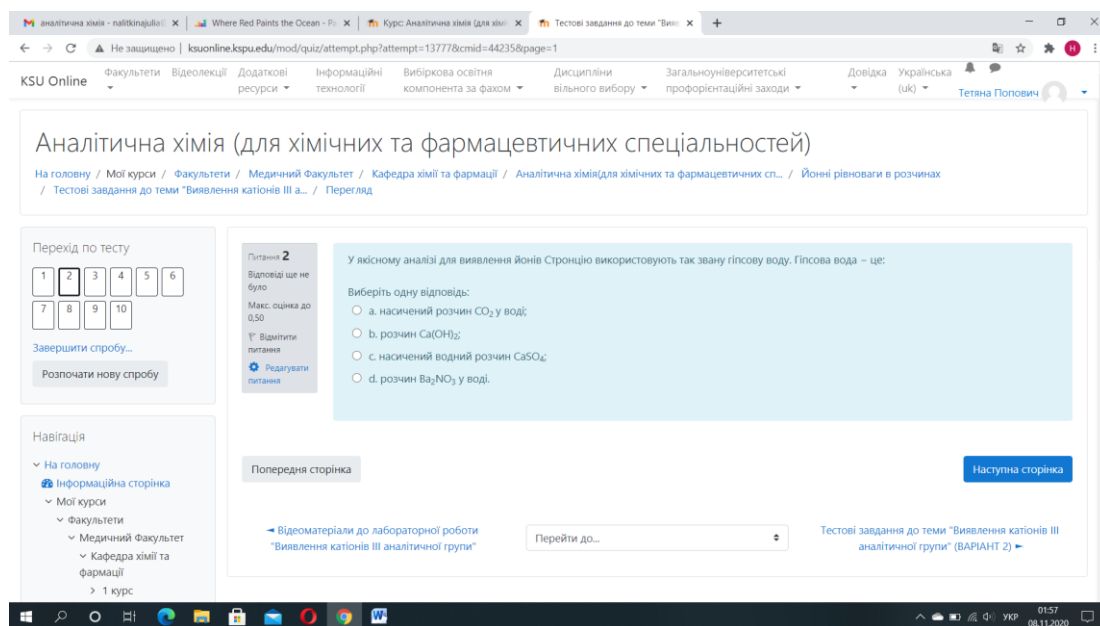 аналітична хімія - nalitkinajulia@
Where Red Paints the Ocean - Pa
Курс: Аналітична хімія (для хімі
Тестові завдання до теми "Вияв
Не защищено | ksuonline.kspu.edu/mod/quiz/attempt.php?attempt=13777&cmid=44235&page=1
Н
KSU Online
Факультети
Відеолекції
Додаткові
ресурси
Інформаційні
технології
Вибіркова освітня
компонента за фахом
Дисципліни
вільного вибору
Загальноуніверситетські
профорієнтаційні заходи
Довідка
Українська
(uk)
Тетяна Попович
Аналітична хімія (для хімічних та фармацевтичних спеціальностей)
На головну / Мої курси / Факультети / Медичний Факультет / Кафедра хімії та фармації / Аналітична хімія(для хімічних та фармацевтичних сп... / Йонні рівноваги в розчинах
/ Тестові завдання до теми "Виявлення катіонів ІІІ а... / Перегляд
Перехід по тесту
1 2 3 4 5 6
7 8 9 10
Завершити спробу...
Розпочати нову спробу
Питання 2
Відповіді ще не
було
Макс. оцінка до
0,50
Відмітити
питання
Редагувати
питання
У якісному аналізі для виявлення йонів Стронцію використовують так звану гіпсову воду. Гіпсова вода – це:
Виберіть одну відповідь:
a. насичений розчин CO₂ у воді;
b. розчин Ca(OH)₂;
c. насичений водний розчин CaSO₄;
d. розчин Ba₂NO₃ у воді.
Навігація
На головну
Інформаційна сторінка
Мої курси
Факультети
Медичний Факультет
Кафедра хімії та
фармації
1 курс
Попередня сторінка
Наступна сторінка
◄ Відеоматеріали до лабораторної роботи
"Виявлення катіонів ІІІ аналітичної групи"
Перейти до...
Тестові завдання до теми "Виявлення катіонів ІІІ
аналітичної групи" (ВАРІАНТ 2) ►
УКР
01:57
08.11.2020